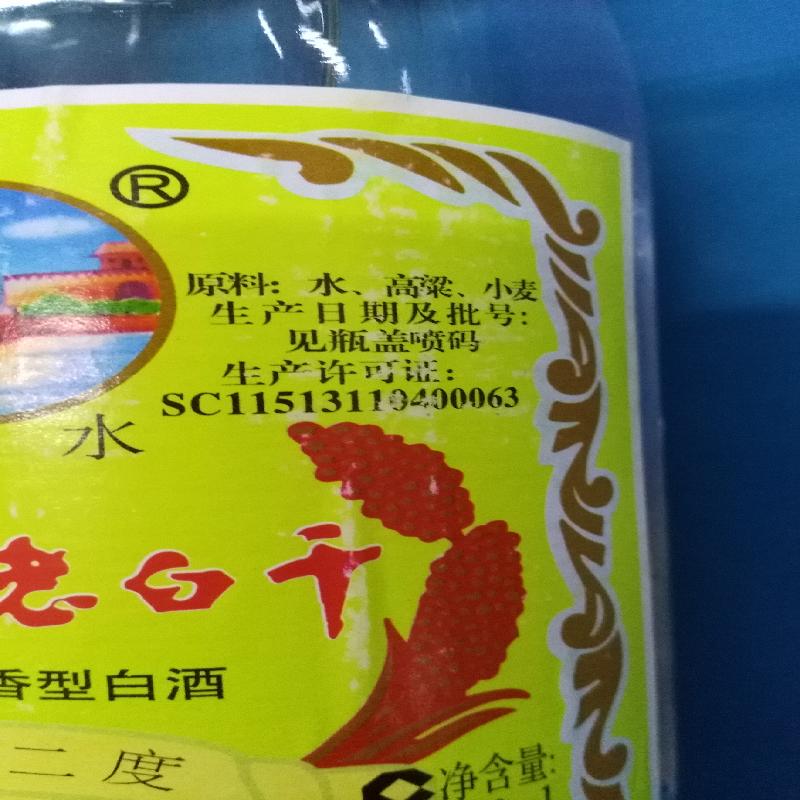 ®
原料：水、高粱、小麦
生产日期及批号：
见瓶盖喷码
生产许可证：
SC11513110400063
水
老白干
香型白酒
二度
净含量: